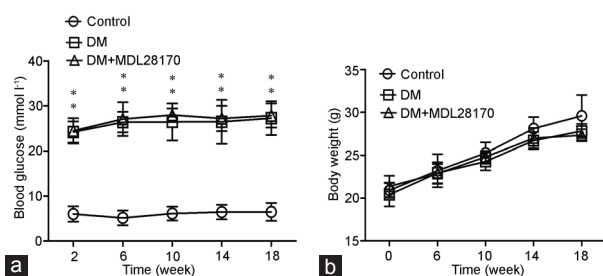 Control
DM
DM+MDL28170
Blood glucose (mmol l-1)
40
30
20
10
0
* * * * *
* * * * *
2 6 10 14 18
Time (week)
a
Control
DM
DM+MDL28170
Body weight (g)
35
30
25
20
15
0 6 10 14 18
Time (week)
b